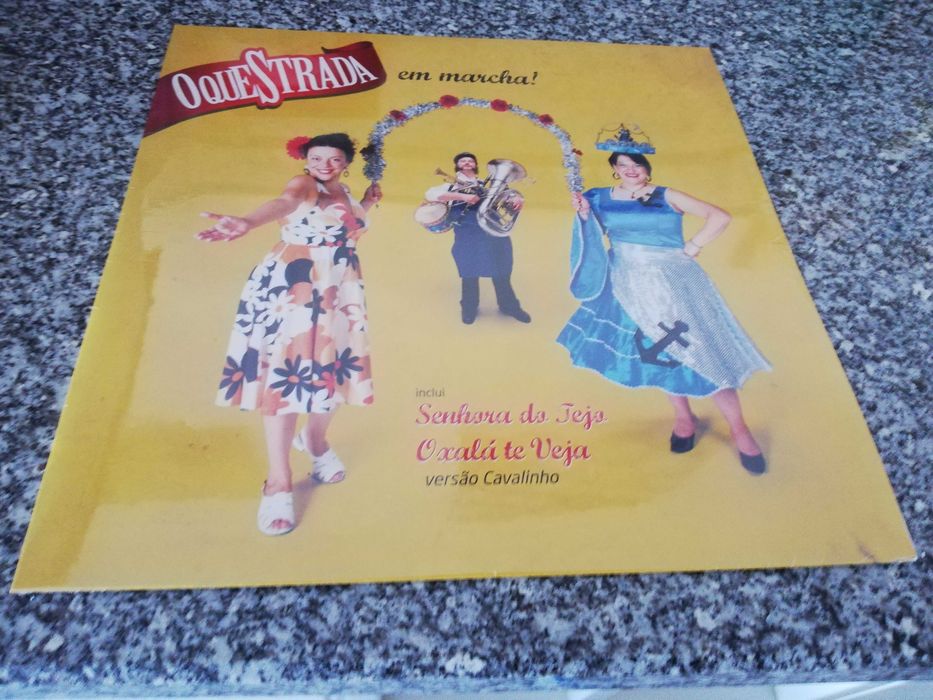 OQUESTRADA em marcha!
inclui
Senhora do Tejo
Oxalá te Veja
versão Cavalinho